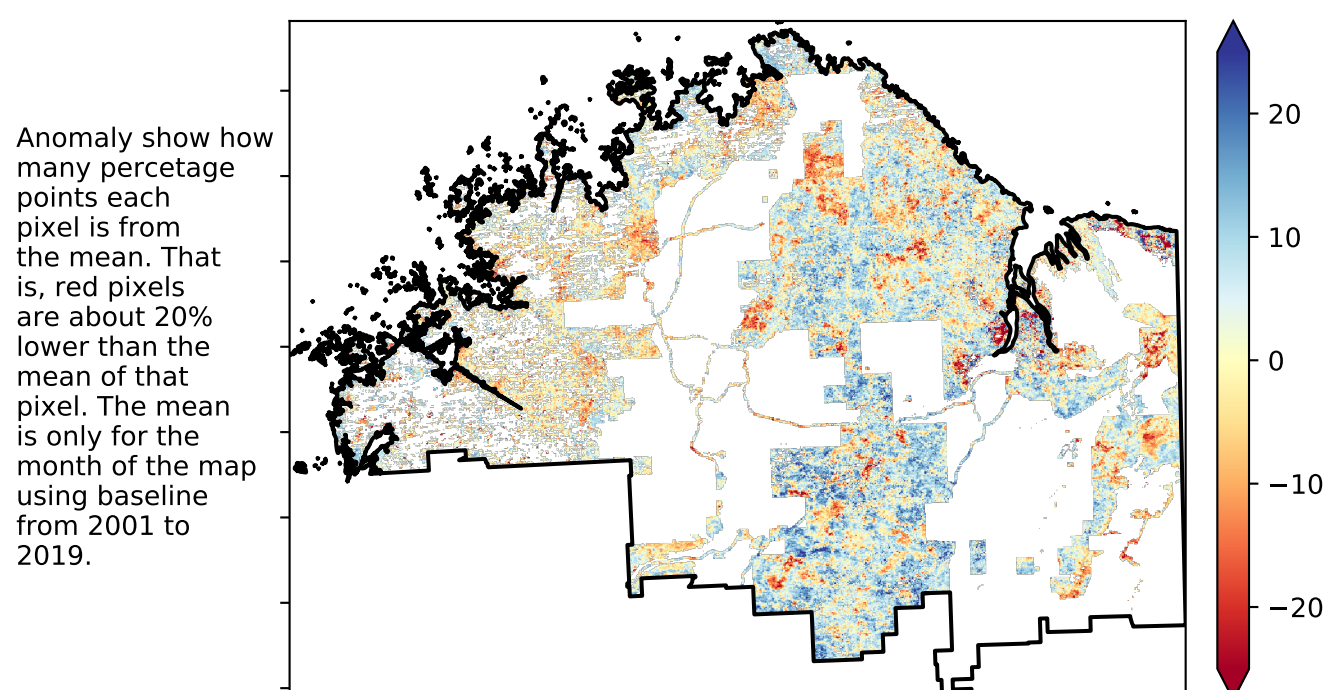 Anomaly show how
many percetage
points each
pixel is from
the mean. That
is, red pixels
are about 20%
lower than the
mean of that
pixel. The mean
is only for the
month of the map
using baseline
from 2001 to
2019.
20
10
0
−10
−20